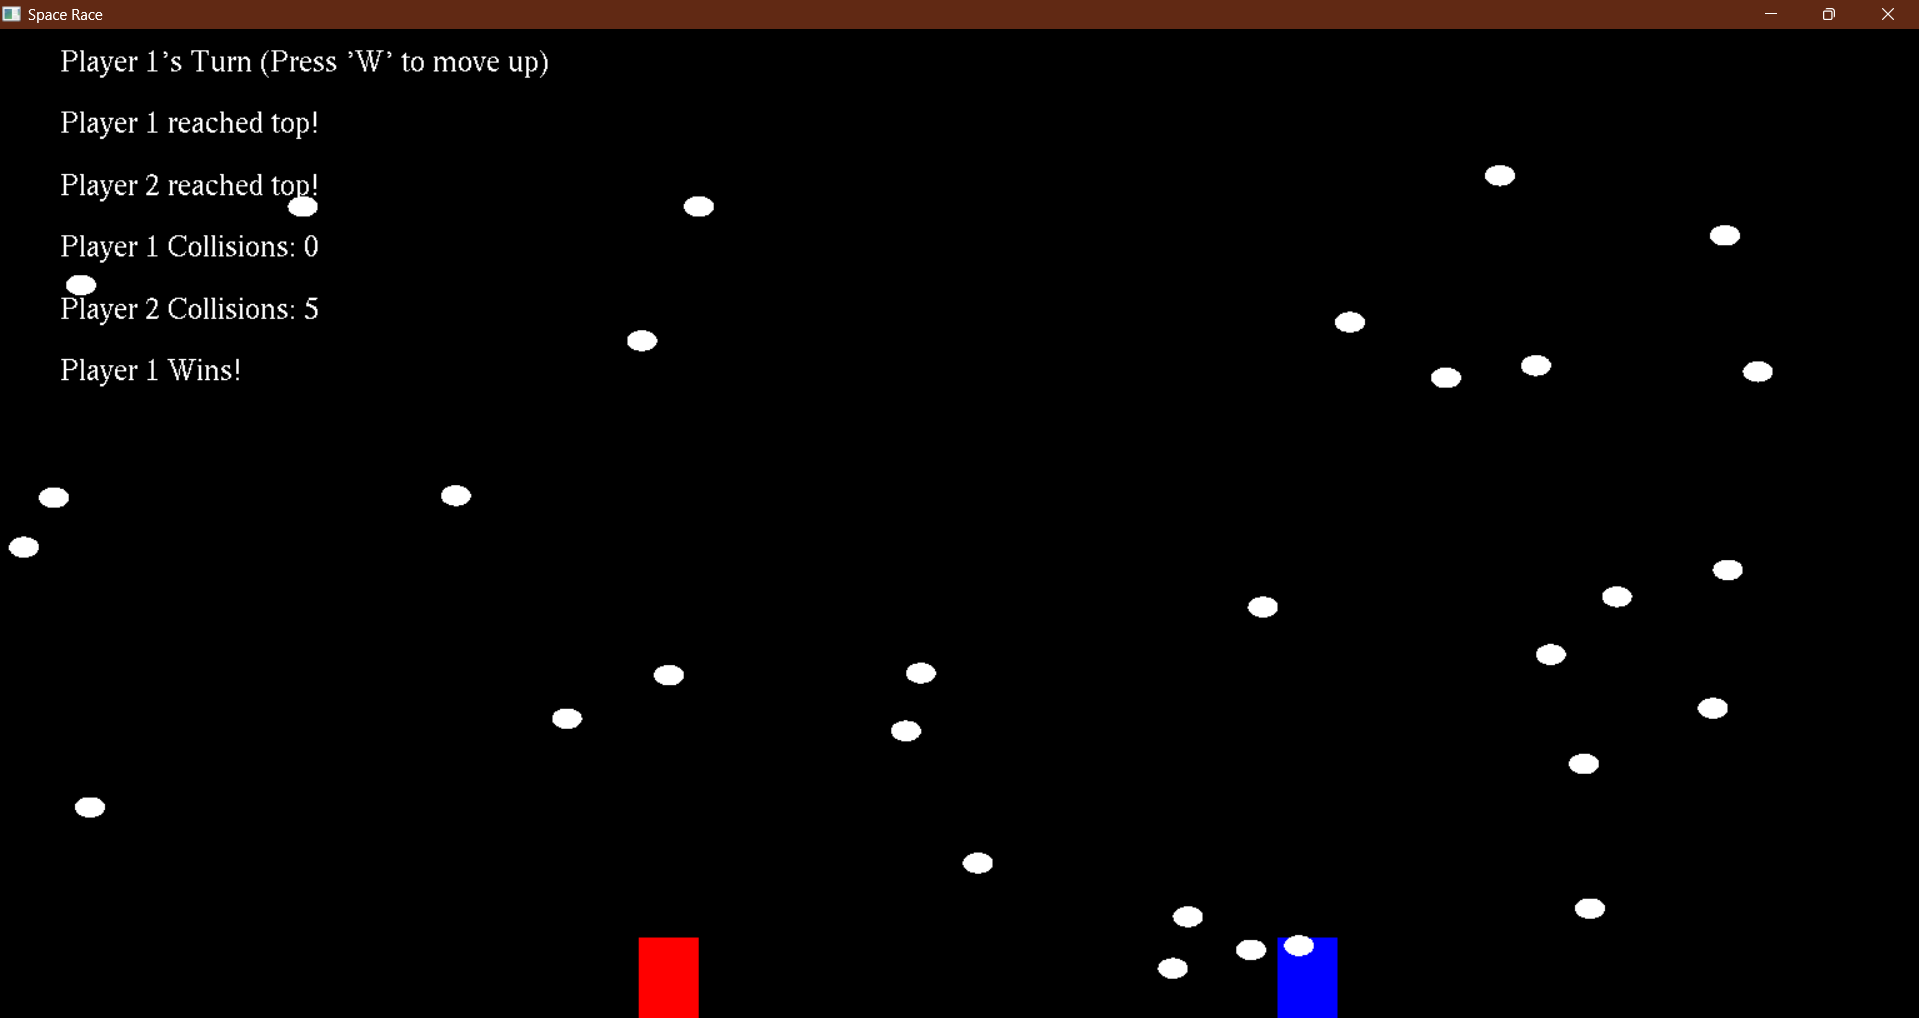 Space Race
Player 1’s Turn (Press ’W’ to move up)
Player 1 reached top!
Player 2 reached top!
Player 1 Collisions: 0
Player 2 Collisions: 5
Player 1 Wins!